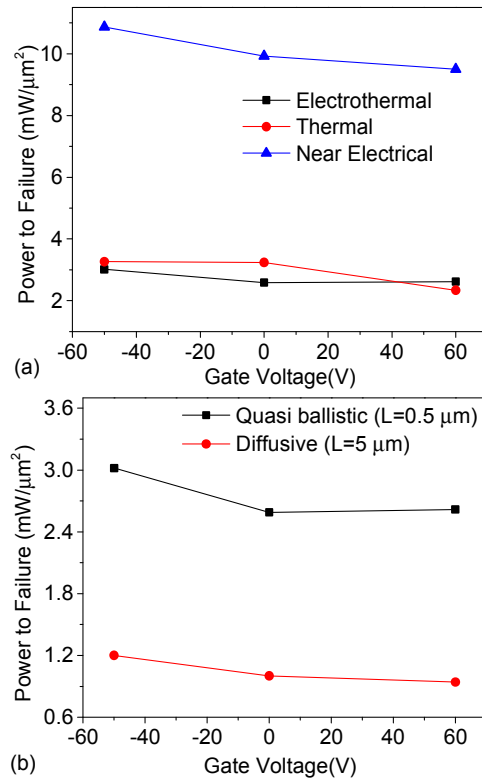 10
8
6
4
2
Power to Failure (mW/μm²)
Electrothermal
Thermal
Near Electrical
-60 -40 -20 0 20 40 60
Gate Voltage(V)
(a)
3.6
3.0
2.4
1.8
1.2
0.6
Power to Failure (mW/μm²)
Quasi ballistic (L=0.5 μm)
Diffusive (L=5 μm)
-60 -40 -20 0 20 40 60
Gate Voltage (V)
(b)